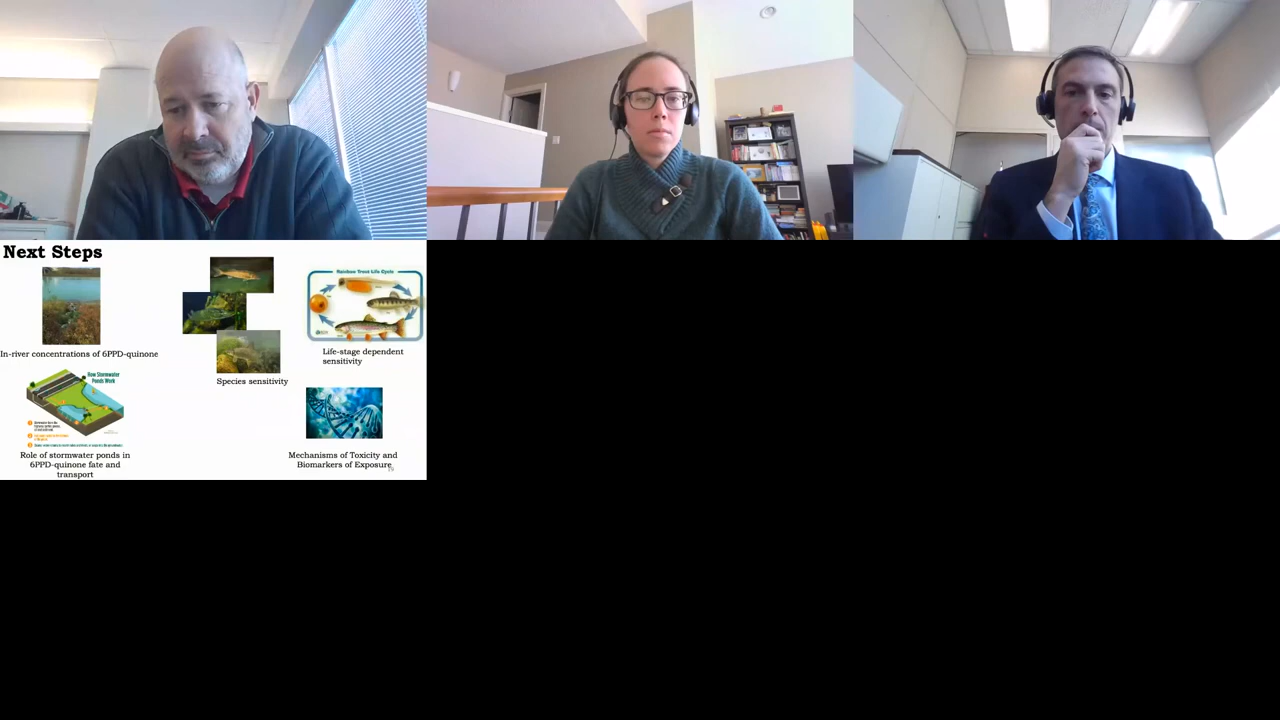 Next Steps
Rainbow Trout Life Cycle
In-river concentrations of 6PPD-quinone
Life-stage dependent
sensitivity
Species sensitivity
How Stormwater
Ponds Work
Role of stormwater ponds in
6PPD-quinone fate and
transport
Mechanisms of Toxicity and
Biomarkers of Exposure